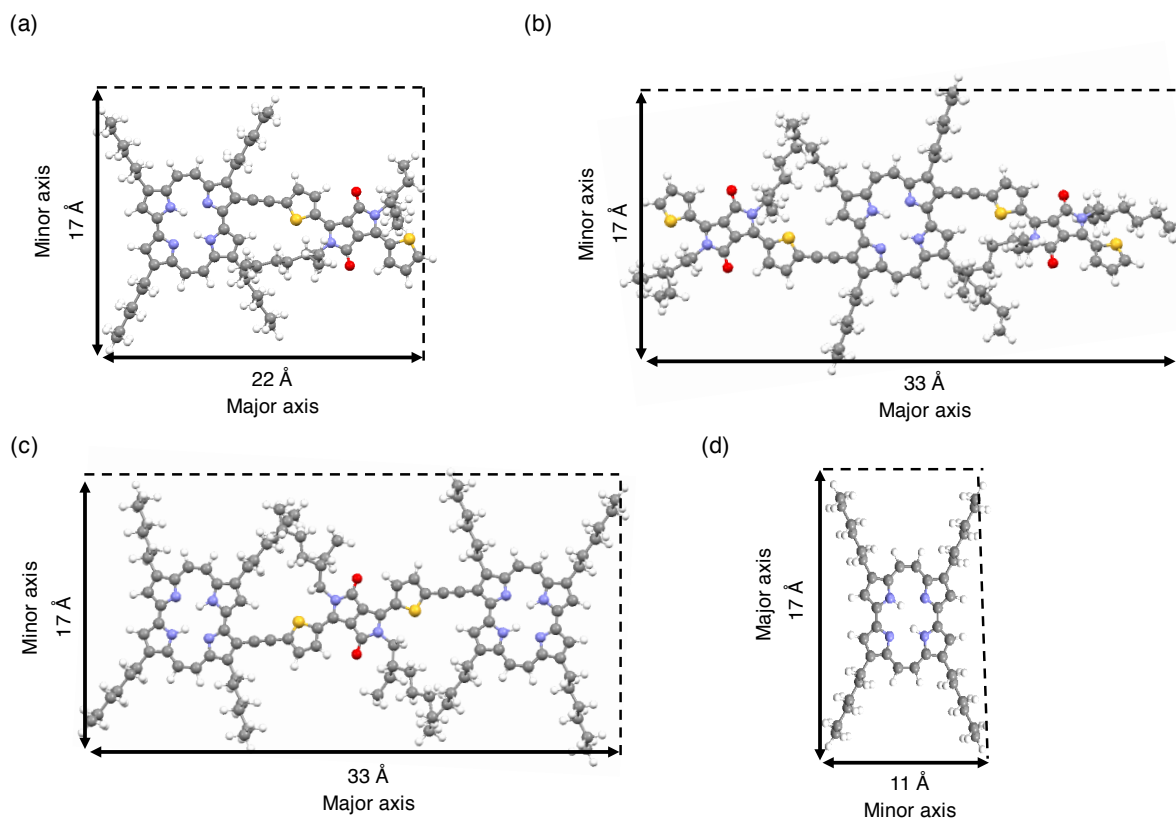 (a)
Minor axis
17 Å
22 Å
Major axis
(b)
Minor axis
17 Å
33 Å
Major axis
(c)
Minor axis
17 Å
33 Å
Major axis
(d)
Major axis
17 Å
11 Å
Minor axis